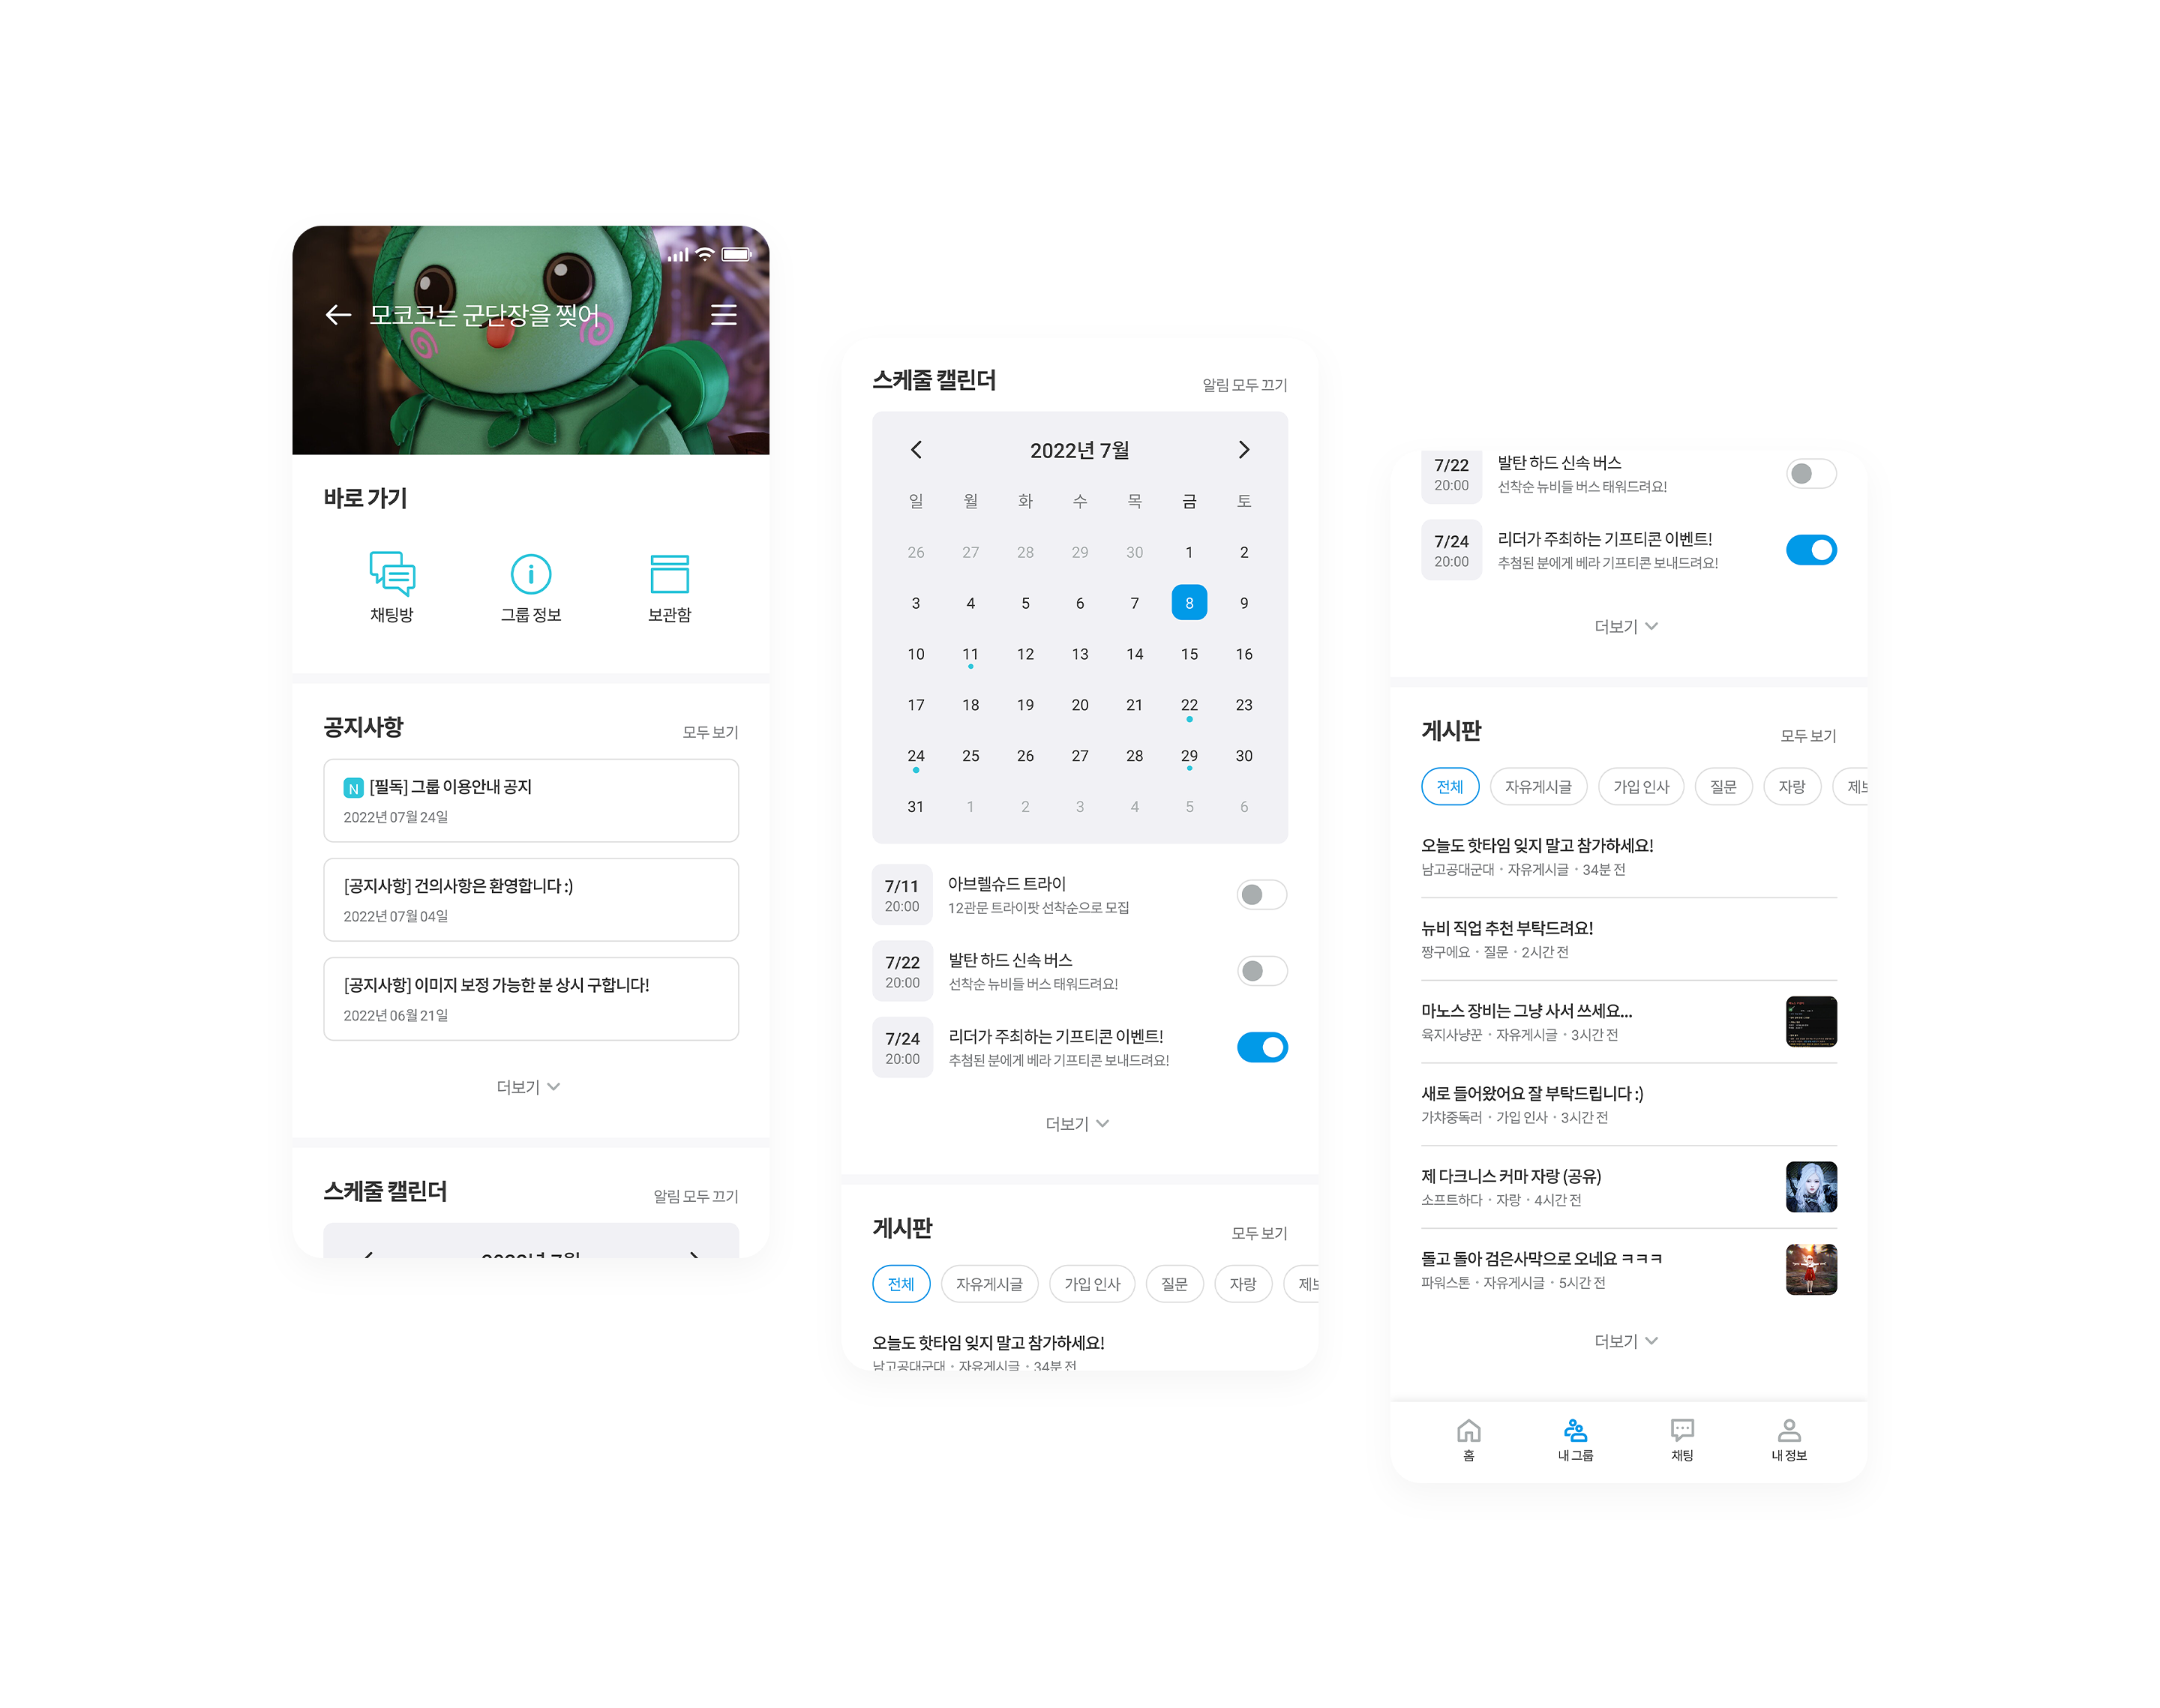 모코코는 군단장을 찢어
바로 가기
채팅방 그룹 정보 보관함
공지사항 모두 보기
N [필독] 그룹 이용안내 공지
2022년 07월 24일
[공지사항] 건의사항은 환영합니다 :)
2022년 07월 04일
[공지사항] 이미지 보정 가능한 분 상시 구합니다!
2022년 06월 21일
더보기
스케줄 캘린더 알림 모두 끄기
2022년 7월
스케줄 캘린더 알림 모두 끄기
2022년 7월
일 월 화 수 목 금 토
26 27 28 29 30 1 2
3 4 5 6 7 8 9
10 11 12 13 14 15 16
17 18 19 20 21 22 23
24 25 26 27 28 29 30
31 1 2 3 4 5 6
7/11 아브렐슈드 트라이
20:00 12관문 트라이팟 선착순으로 모집
7/22 발탄 하드 신속 버스
20:00 선착순 뉴비들 버스 태워드려요!
7/24 리더가 주최하는 기프티콘 이벤트!
20:00 추첨된 분에게 베라 기프티콘 보내드려요!
더보기
게시판 모두 보기
전체 자유게시글 가입 인사 질문 자랑 제보
오늘도 핫타임 잊지 말고 참가하세요!
남고공대군대 · 자유게시글 · 34분 전
7/22 발탄 하드 신속 버스
20:00 선착순 뉴비들 버스 태워드려요!
7/24 리더가 주최하는 기프티콘 이벤트!
20:00 추첨된 분에게 베라 기프티콘 보내드려요!
더보기
게시판 모두 보기
전체 자유게시글 가입 인사 질문 자랑 제보
오늘도 핫타임 잊지 말고 참가하세요!
남고공대군대 · 자유게시글 · 34분 전
뉴비 직업 추천 부탁드려요!
짱구에요 · 질문 · 2시간 전
마노스 장비는 그냥 사서 쓰세요...
육지사냥꾼 · 자유게시글 · 3시간 전
새로 들어왔어요 잘 부탁드립니다 :)
가챠중독러 · 가입 인사 · 3시간 전
제 다크니스 커마 자랑 (공유)
소프트하다 · 자랑 · 4시간 전
돌고 돌아 검은사막으로 오네요 ㅋㅋㅋ
파워스톤 · 자유게시글 · 5시간 전
더보기
홈 내 그룹 채팅 내 정보